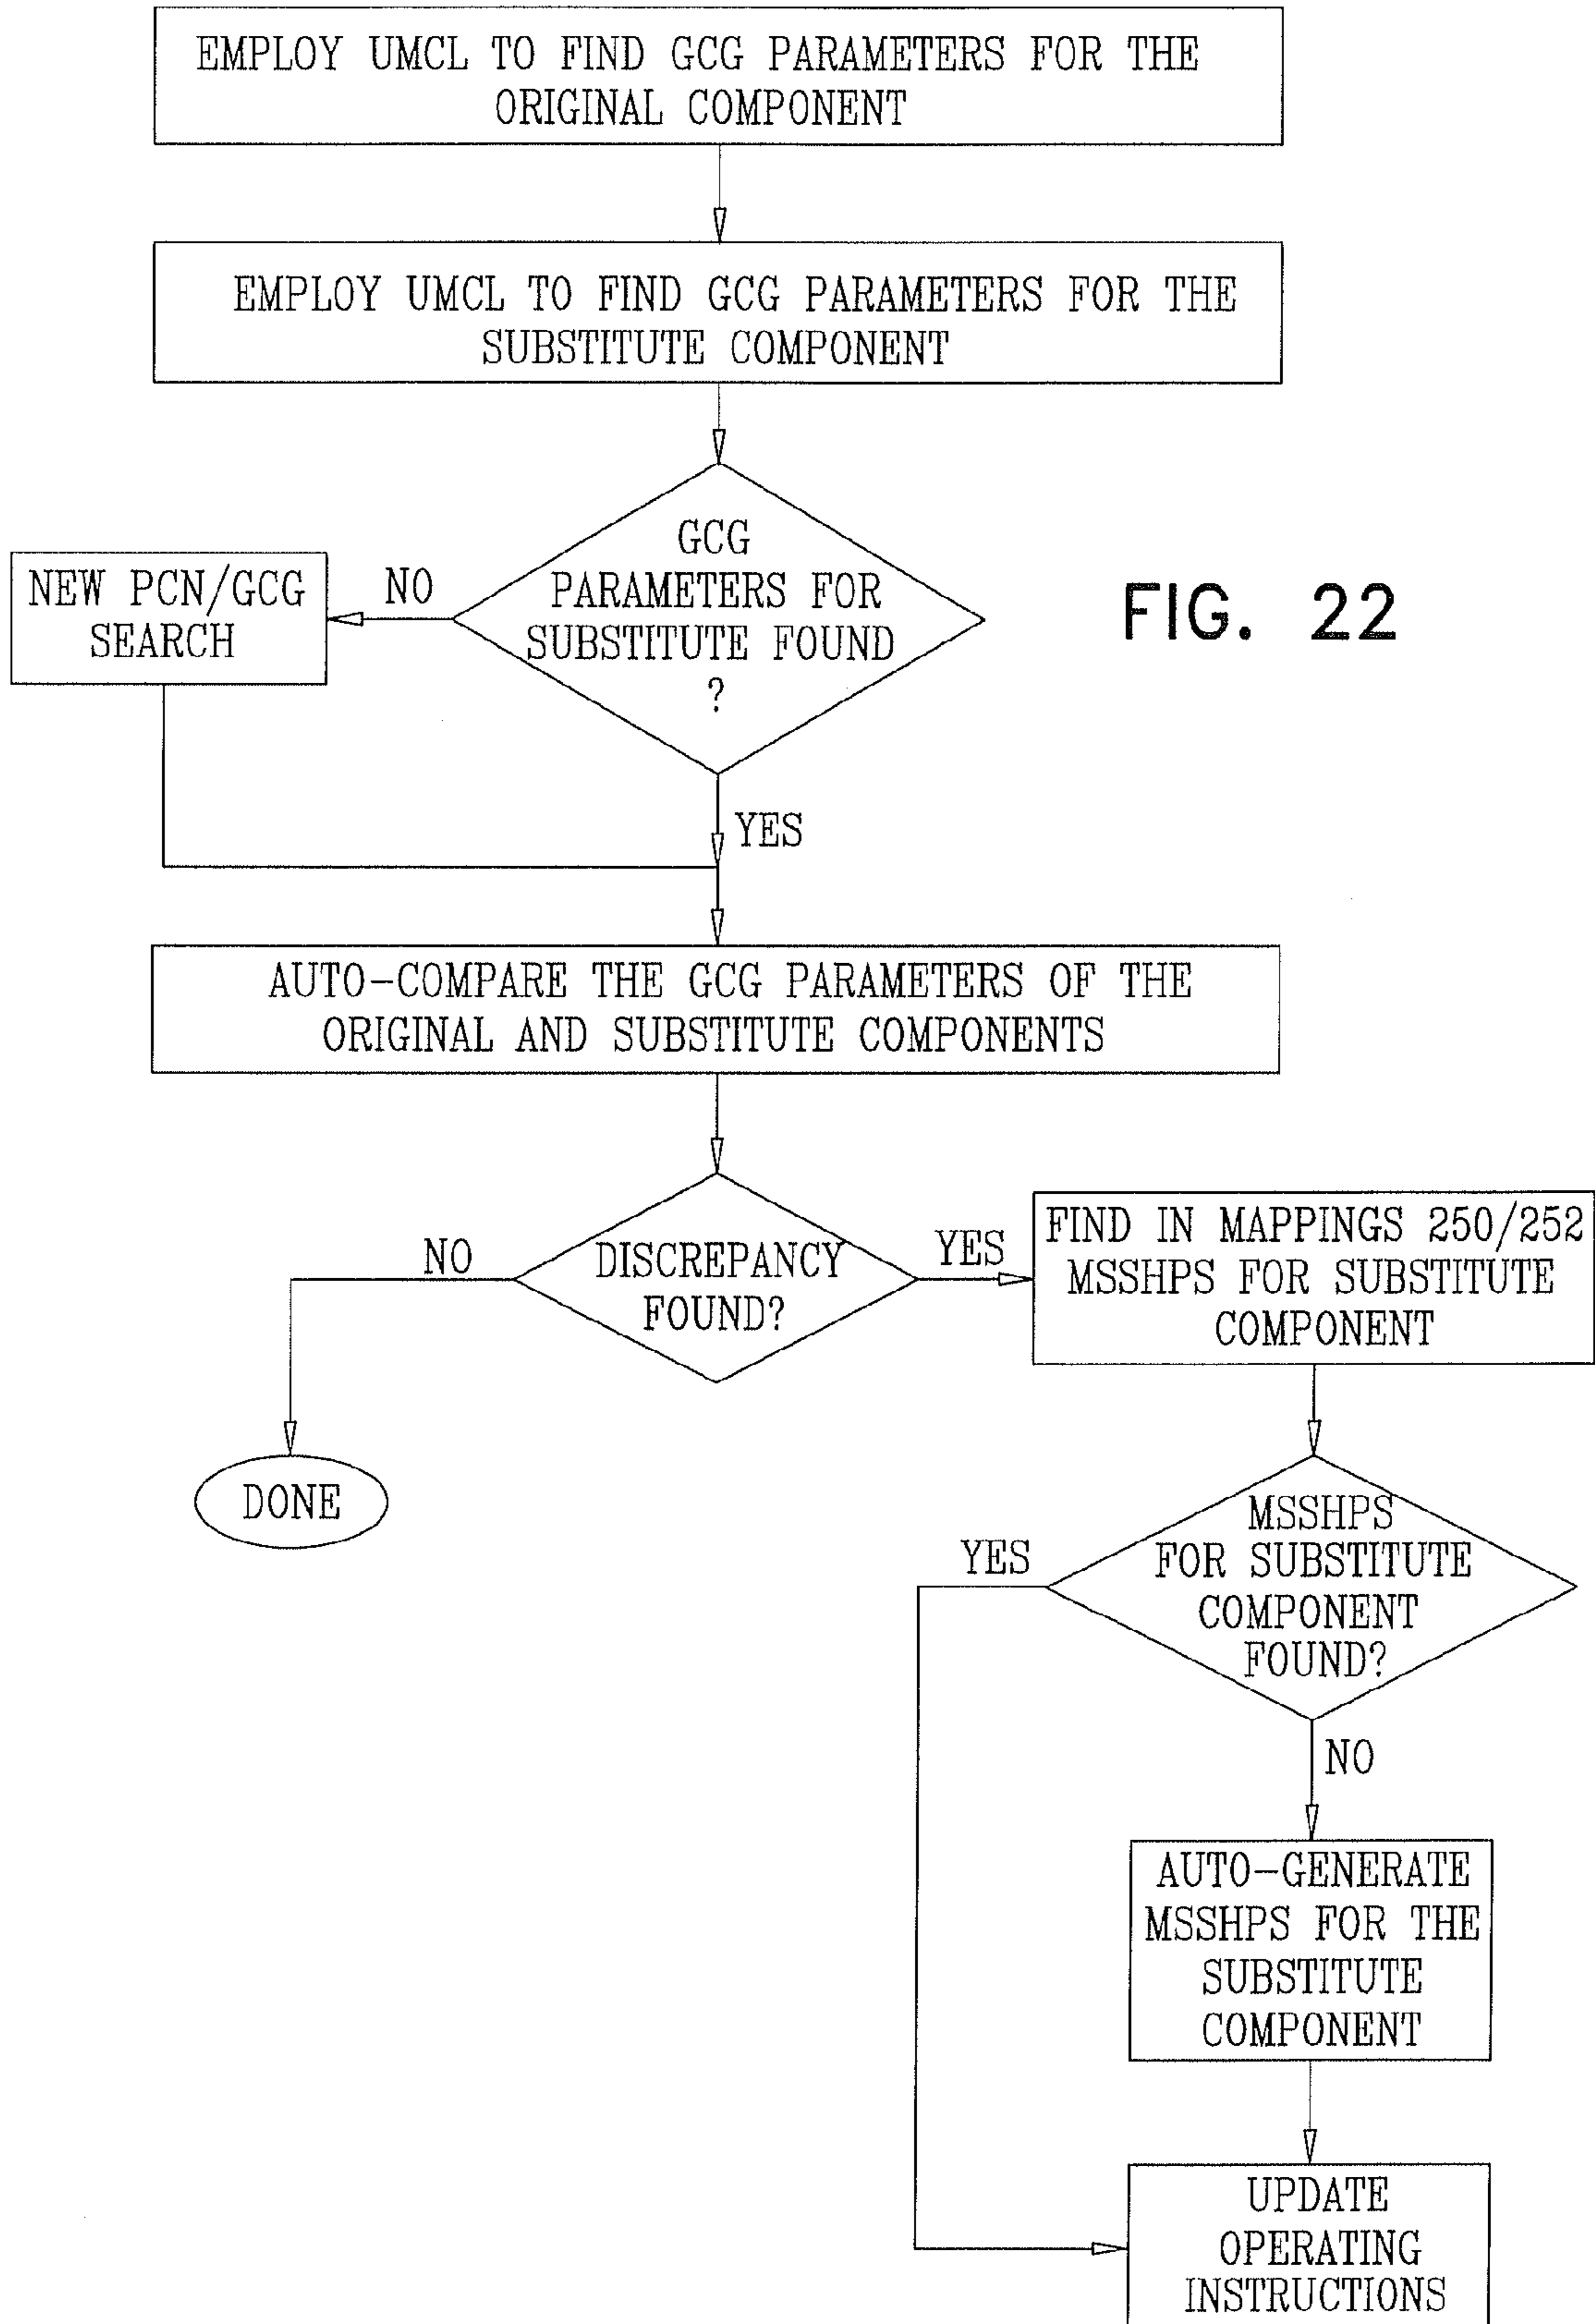 EMPLOY UMCL TO FIND GCG PARAMETERS FOR THE
ORIGINAL COMPONENT
EMPLOY UMCL TO FIND GCG PARAMETERS FOR THE
SUBSTITUTE COMPONENT
GCG
PARAMETERS FOR
SUBSTITUTE FOUND
?
NO
NEW PCN/GCG
SEARCH
FIG. 22
YES
AUTO-COMPARE THE GCG PARAMETERS OF THE
ORIGINAL AND SUBSTITUTE COMPONENTS
DISCREPANCY
FOUND?
NO
YES
FIND IN MAPPINGS 250/252
MSSHPS FOR SUBSTITUTE
COMPONENT
DONE
MSSHPS
FOR SUBSTITUTE
COMPONENT
FOUND?
YES
NO
AUTO-GENERATE
MSSHPS FOR THE
SUBSTITUTE
COMPONENT
UPDATE
OPERATING
INSTRUCTIONS